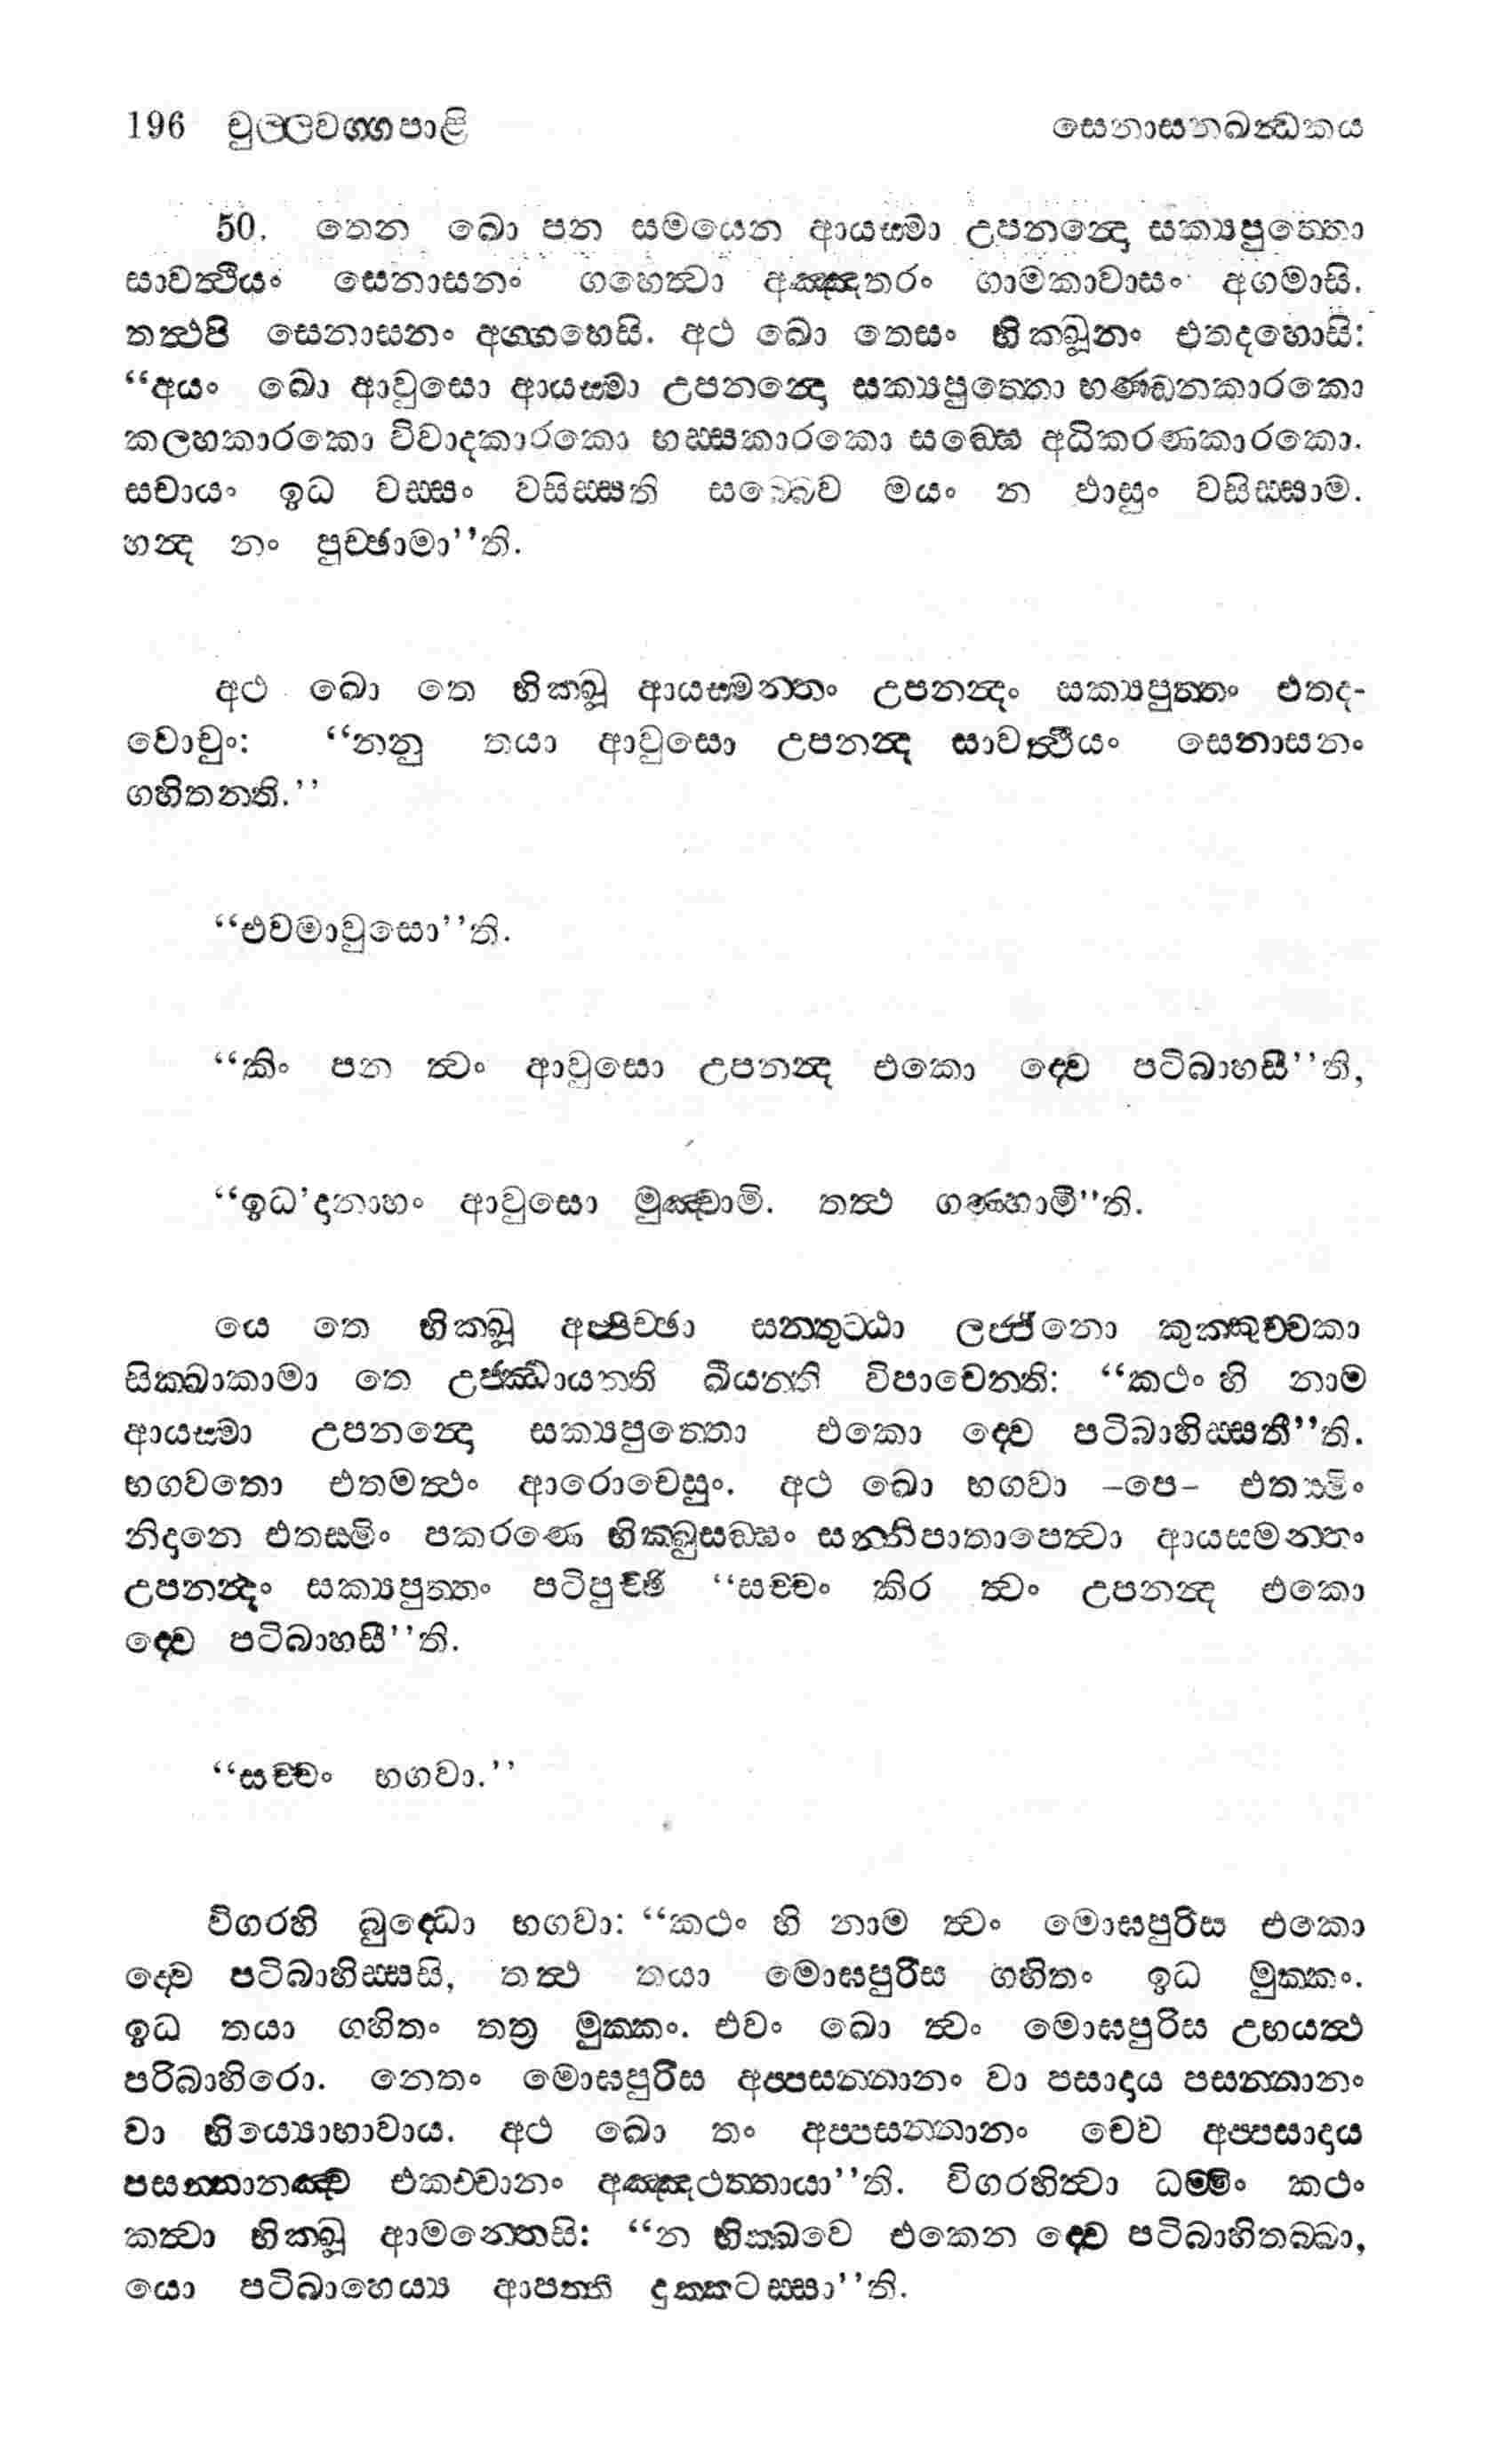 196 චුල්ලවග්ගපාළි සෙනාසනඛන්ධකය
50. තෙන ඛො පන සමයෙන ආයස්මා උපනන්දො සක්‍යපුත්තො
සාවත්ථියං සෙනාසනං ගහෙත්වා අඤ්ඤතරං ගාමකාවාසං අගමාසි.
තත්ථපි සෙනාසනං අග්ගහෙසි. අථ ඛො තෙසං භික්ඛූනං එතදහොසි:
“අයං ඛො ආවුසො ආයස්මා උපනන්දො සක්‍යපුත්තො භණ්ඩනකාරකො
කලහකාරකො විවාදකාරකො භස්සකාරකො සඞ්ඝෙ අධිකරණකාරකො.
සචායං ඉධ වස්සං වසිස්සති සබ්බෙව මයං න ඵාසුං වසිස්සාම.
හන්ද නං පුච්ඡාමා”ති.
අථ ඛො තෙ භික්ඛූ ආයස්මන්තං උපනන්දං සක්‍යපුත්තං එතද-
වොචුං: “නනු තයා ආවුසො උපනන්ද සාවත්ථියං සෙනාසනං
ගහිතන්ති.”
“එවමාවුසො”ති.
“කිං පන ත්වං ආවුසො උපනන්ද එකො ද්වෙ පටිබාහසී”ති,
“ඉධ’දානාහං ආවුසො මුඤ්චාමි. තත්ථ ගණ්හාමී”ති.
යෙ තෙ භික්ඛූ අප්පිච්ඡා සන්තුට්ඨා ලජ්ජිනො කුක්කුච්චකා
සික්ඛාකාමා තෙ උජ්ඣායන්ති ඛීයන්ති විපාචෙන්ති: “කථං හි නාම
ආයස්මා උපනන්දො සක්‍යපුත්තො එකො ද්වෙ පටිබාහිස්සතී”ති.
භගවතො එතමත්ථං ආරොචෙසුං. අථ ඛො භගවා –පෙ– එතස්මිං
නිදානෙ එතස්මිං පකරණෙ භික්ඛුසඞ්ඝං සන්නිපාතාපෙත්වා ආයස්මන්තං
උපනන්දං සක්‍යපුත්තං පටිපුච්ඡි “සච්චං කිර ත්වං උපනන්ද එකො
ද්වෙ පටිබාහසී”ති.
“සච්චං භගවා.”
විගරහි බුද්ධො භගවා: “කථං හි නාම ත්වං මොඝපුරිස එකො
ද්වෙ පටිබාහිස්සසි, තත්ථ තයා මොඝපුරිස ගහිතං ඉධ මුක්කං.
ඉධ තයා ගහිතං තත්‍ර මුක්කං. එවං ඛො ත්වං මොඝපුරිස උභයත්ථ
පරිබාහිරො. නෙතං මොඝපුරිස අප්පසන්නානං වා පසාදාය පසන්නානං
වා භිය්‍යොභාවාය. අථ ඛො තං අප්පසන්නානං චෙව අප්පසාදාය
පසන්නානඤ්ච එකච්චානං අඤ්ඤථත්තායා”ති. විගරහිත්වා ධම්මිං කථං
කත්වා භික්ඛූ ආමන්තෙසි: “න භික්ඛවෙ එකෙන ද්වෙ පටිබාහිතබ්බා,
යො පටිබාහෙය්‍ය ආපත්ති දුක්කටස්සා”ති.